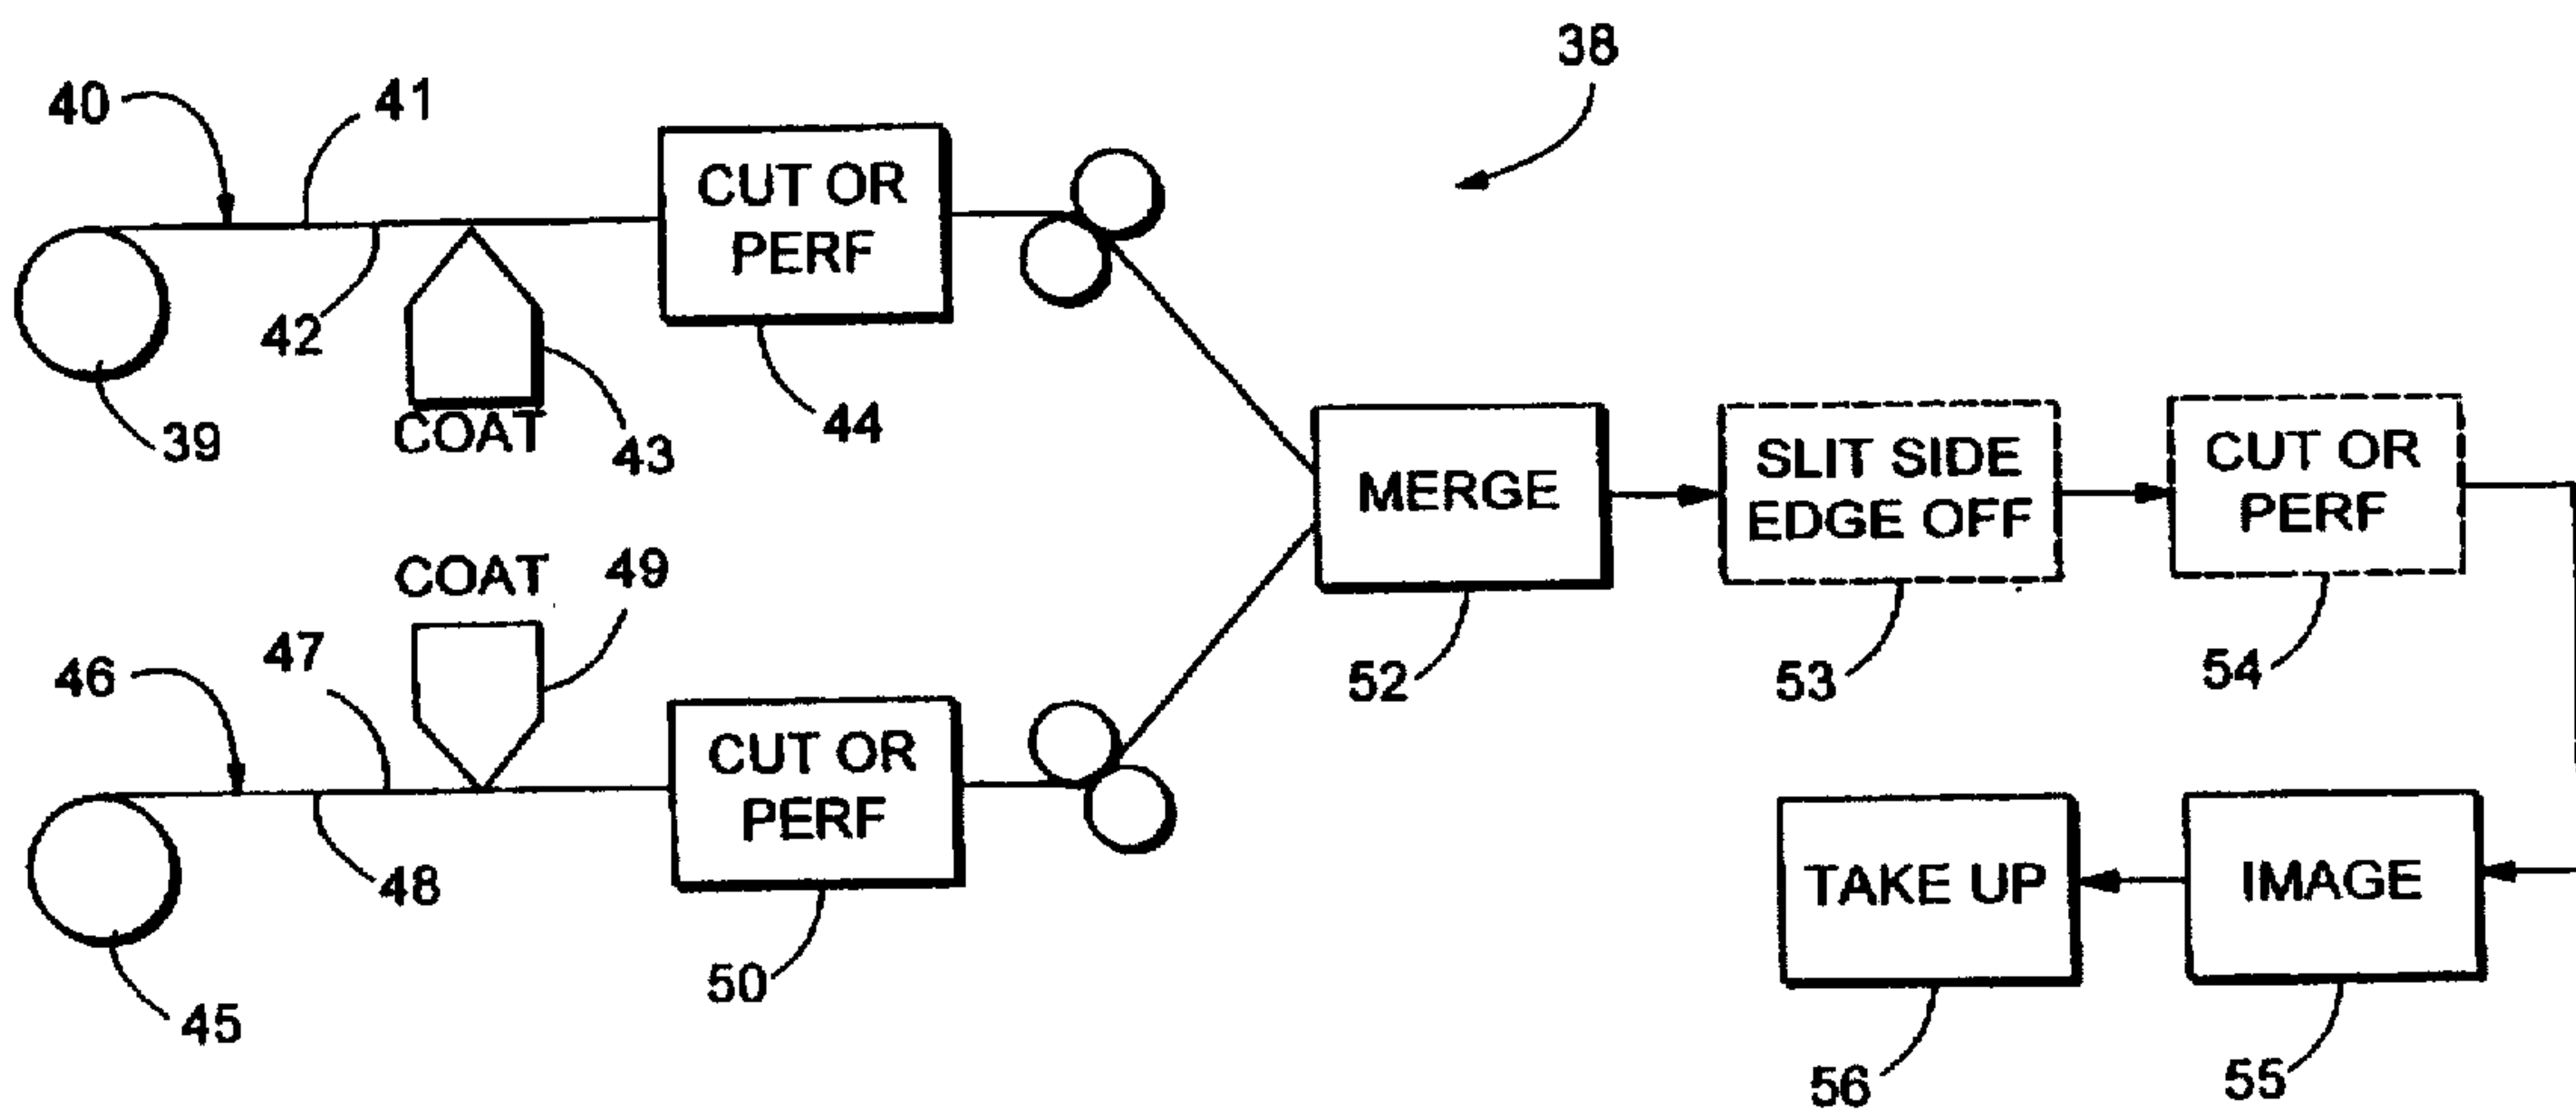 38
40
41
CUT OR
PERF
42
39
COAT
43
44
MERGE
SLIT SIDE
EDGE OFF
CUT OR
PERF
52
53
54
COAT
49
46
47
CUT OR
PERF
48
45
50
TAKE UP
IMAGE
56
55